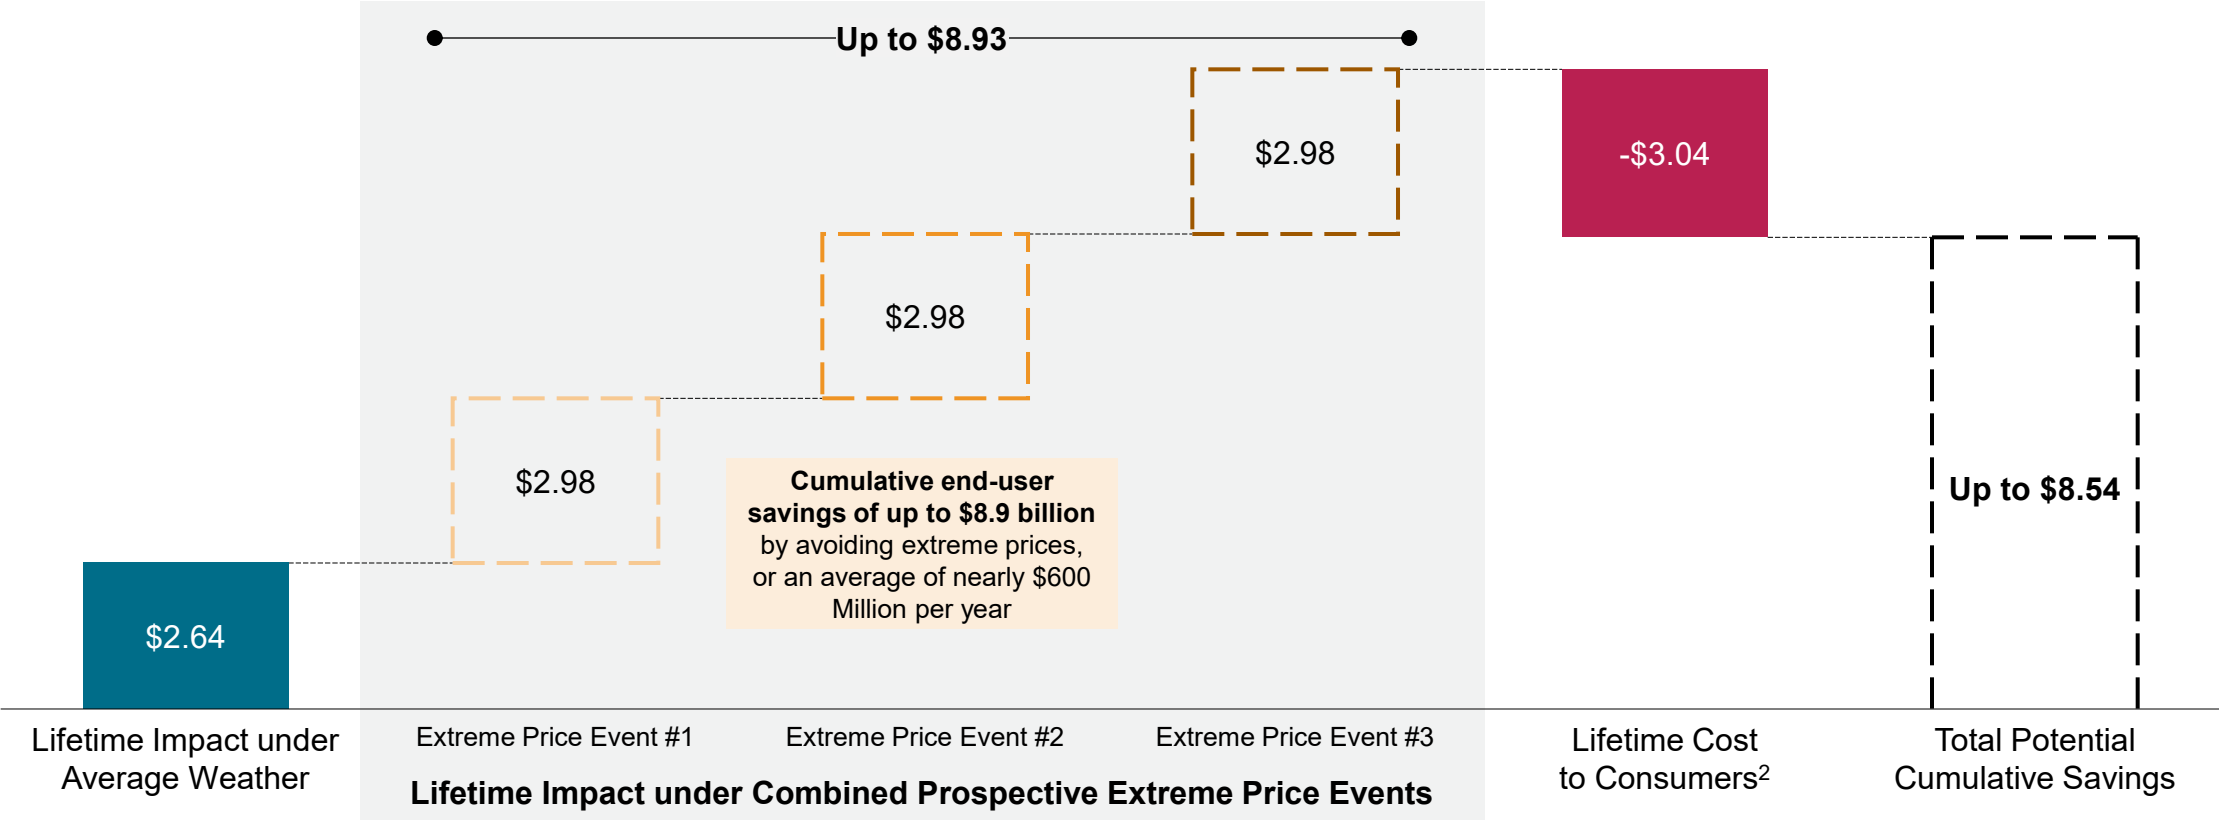 Up to $8.93
$2.98
-$3.04
$2.98
$2.98
Cumulative end-user
savings of up to $8.9 billion
by avoiding extreme prices,
or an average of nearly $600
Million per year
Up to $8.54
$2.64
Lifetime Impact under
Average Weather
Extreme Price Event #1
Extreme Price Event #2
Extreme Price Event #3
Lifetime Impact under Combined Prospective Extreme Price Events
Lifetime Cost
to Consumers²
Total Potential
Cumulative Savings